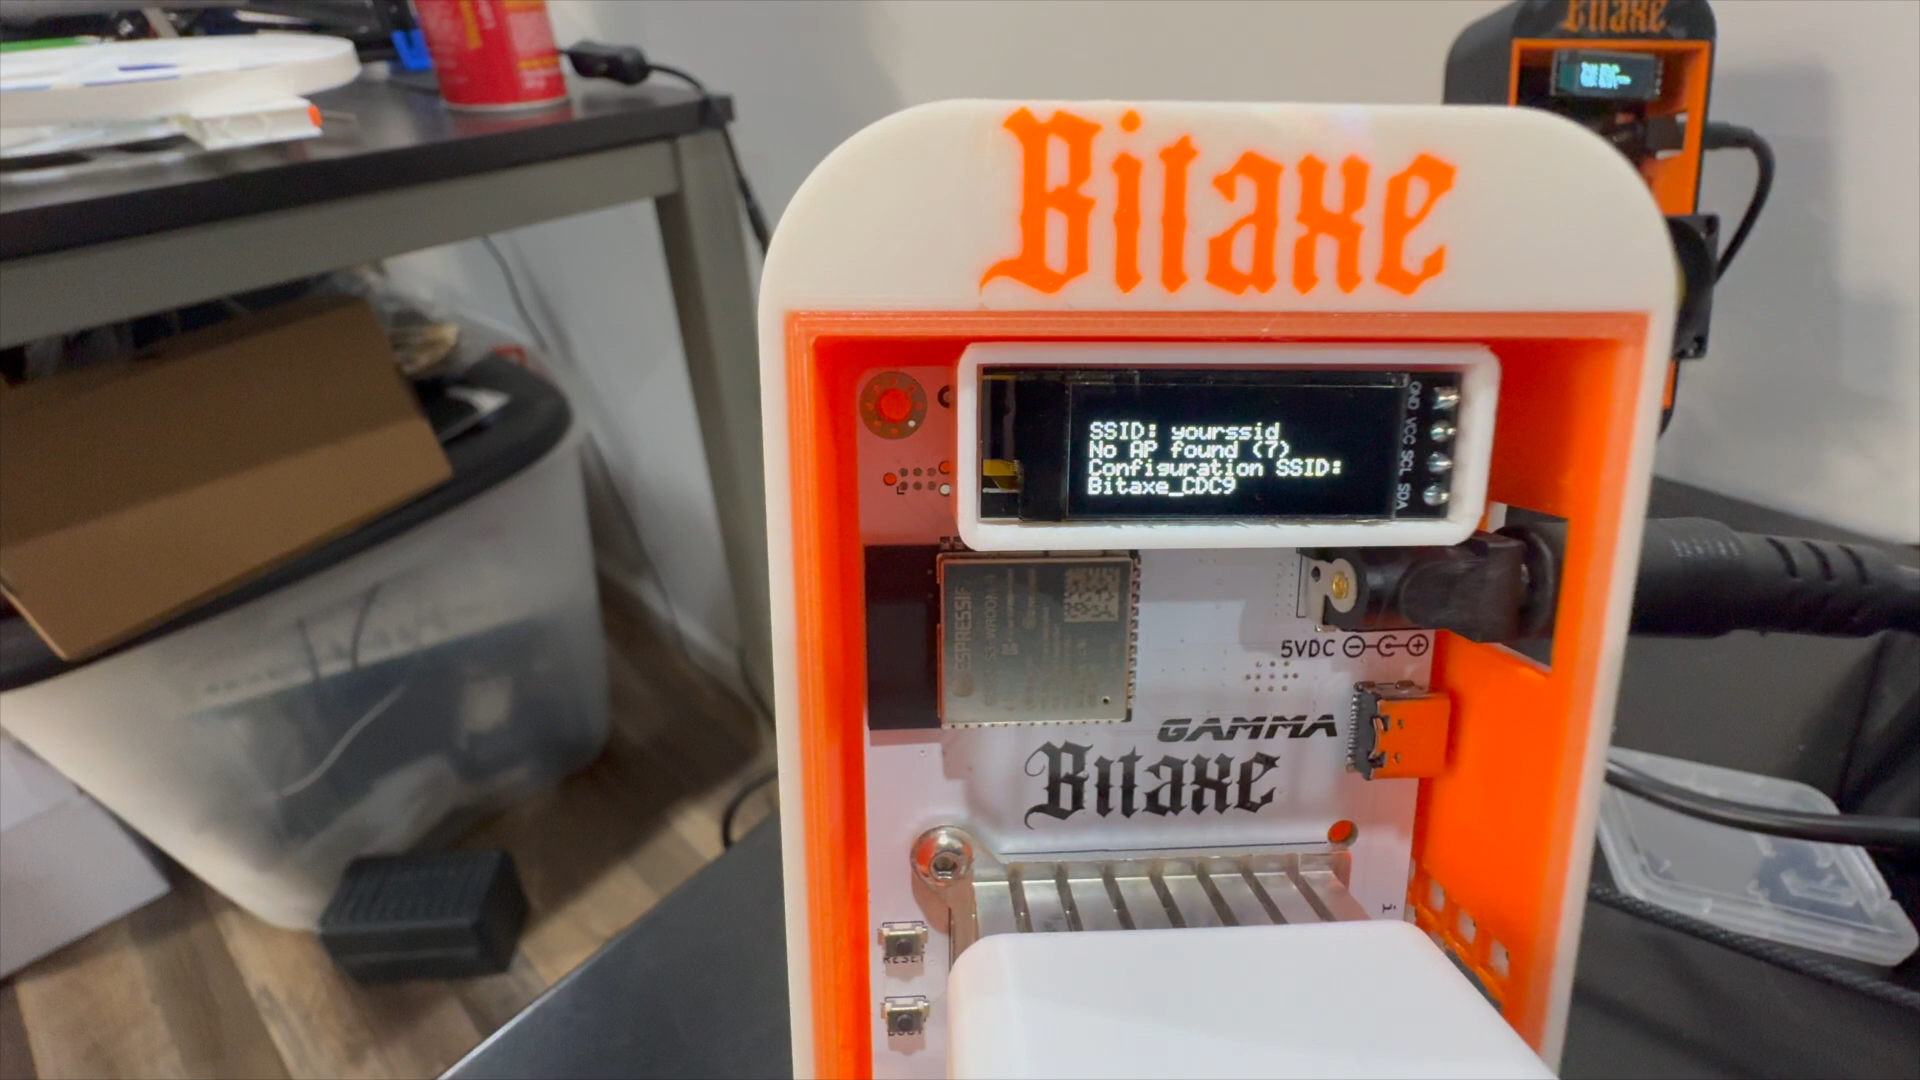 Bitaxe
Bitaxe
SSID: yourssid
No AP found (7)
Configuration SSID:
Bitaxe_CDC9
GND VCC SCL SDA
ESPRESSIF
5VDC
GAMMA
Bitaxe
RESET